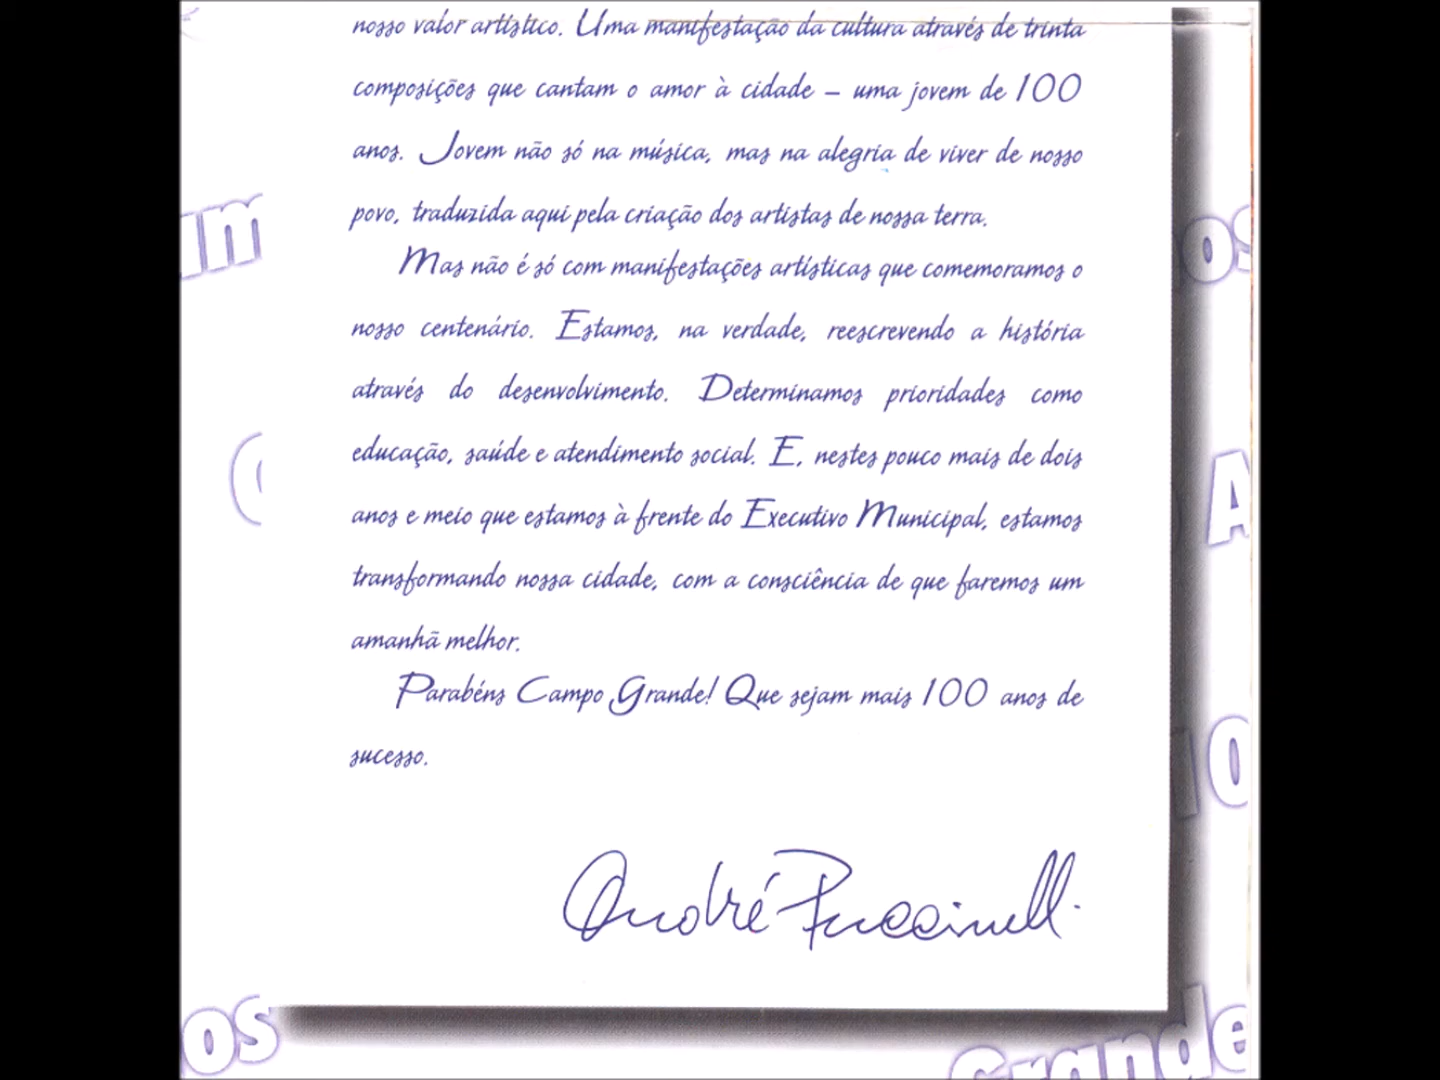 nosso valor artístico. Uma manifestação da cultura através de trinta
composições que cantam o amor à cidade – uma jovem de 100
anos. Jovem não só na música, mas na alegria de viver de nosso
povo, traduzida aqui pela criação dos artistas de nossa terra.
Mas não é só com manifestações artísticas que comemoramos o
nosso centenário. Estamos, na verdade, reescrevendo a história
através do desenvolvimento. Determinamos prioridades como
educação, saúde e atendimento social. E, nestes pouco mais de dois
anos e meio que estamos à frente do Executivo Municipal, estamos
transformando nossa cidade, com a consciência de que faremos um
amanhã melhor.
Parabéns Campo Grande! Que sejam mais 100 anos de
sucesso.
André Puccinelli
os
Grande